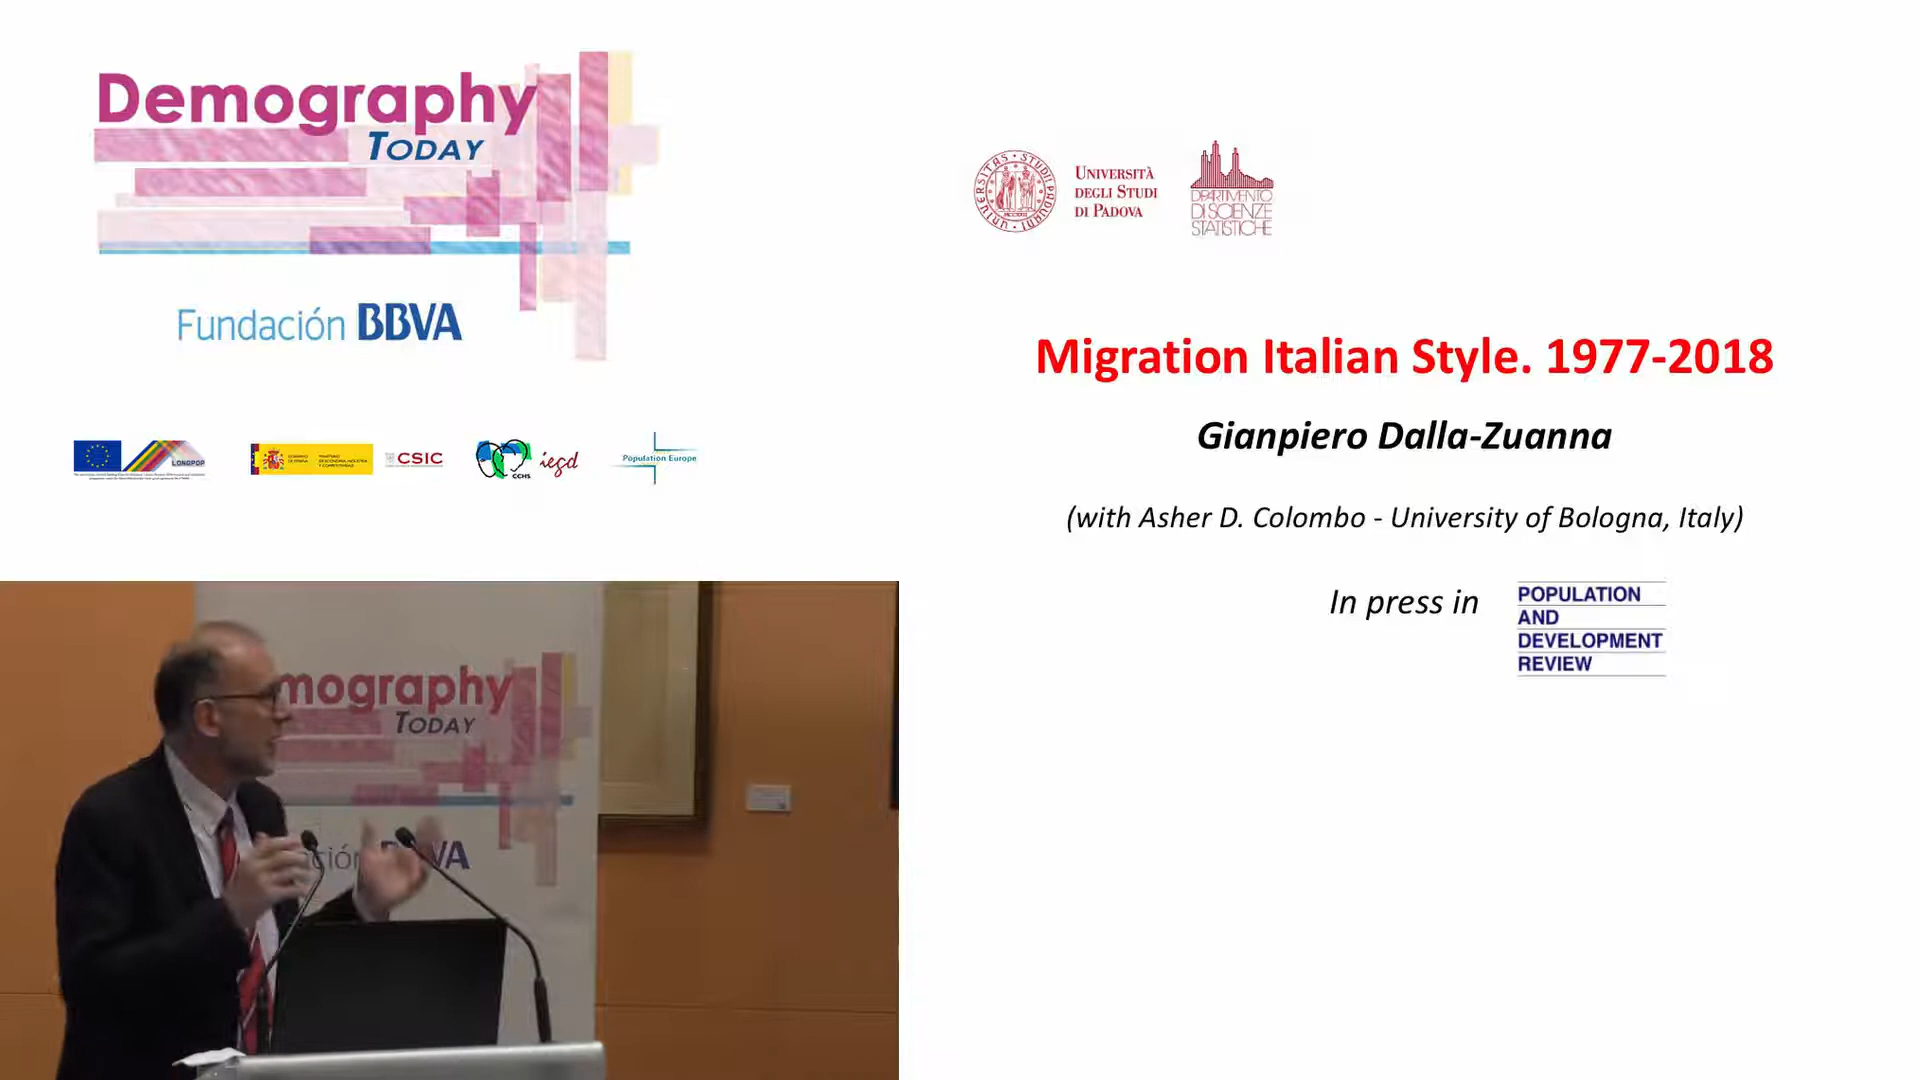 Demography
TODAY
Fundación BBVA
LONGPOP
CSIC
CCHS
iegd
Population Europe
UNIVERSITÀ
DEGLI STUDI
DI PADOVA
DIPARTIMENTO
DI SCIENZE
STATISTICHE
Migration Italian Style. 1977-2018
Gianpiero Dalla-Zuanna
(with Asher D. Colombo - University of Bologna, Italy)
In press in
POPULATION
AND
DEVELOPMENT
REVIEW
mography
TODAY